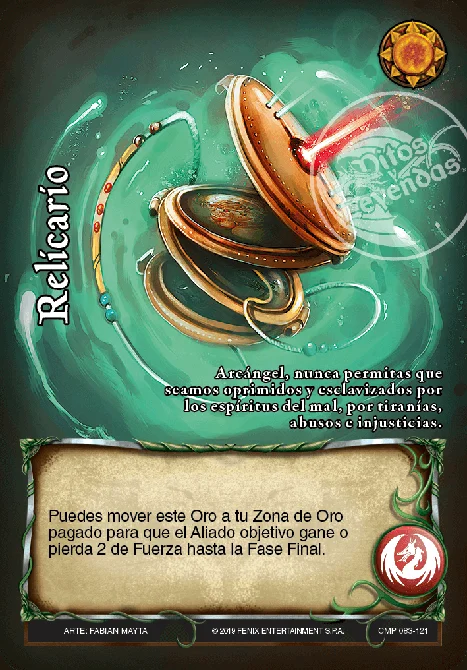 Mitos
y
Leyendas
Relicario
Arcángel, nunca permitas que
seamos oprimidos y esclavizados por
los espíritus del mal, por tiranías,
abusos e injusticias.
Puedes mover este Oro a tu Zona de Oro
pagado para que el Aliado objetivo gane o
pierda 2 de Fuerza hasta la Fase Final.
ARTE: FABIAN MAYTA © 2019 FENIX ENTERTAINMENT S.P.A. CMP 083-121